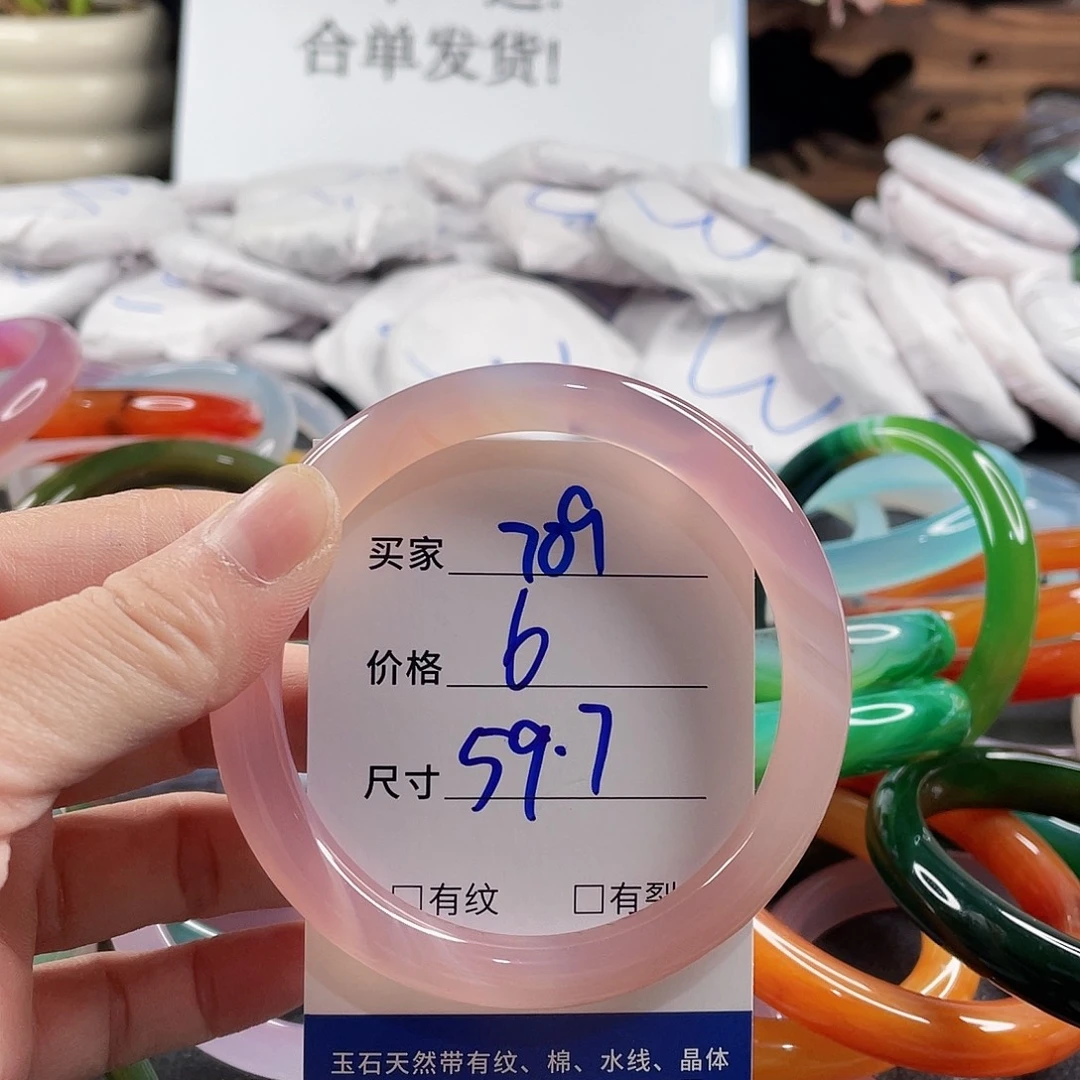 合单发货!
买家 789
价格 6
尺寸 59.7
□有纹 □有裂
玉石天然带有纹、棉、水线、晶体